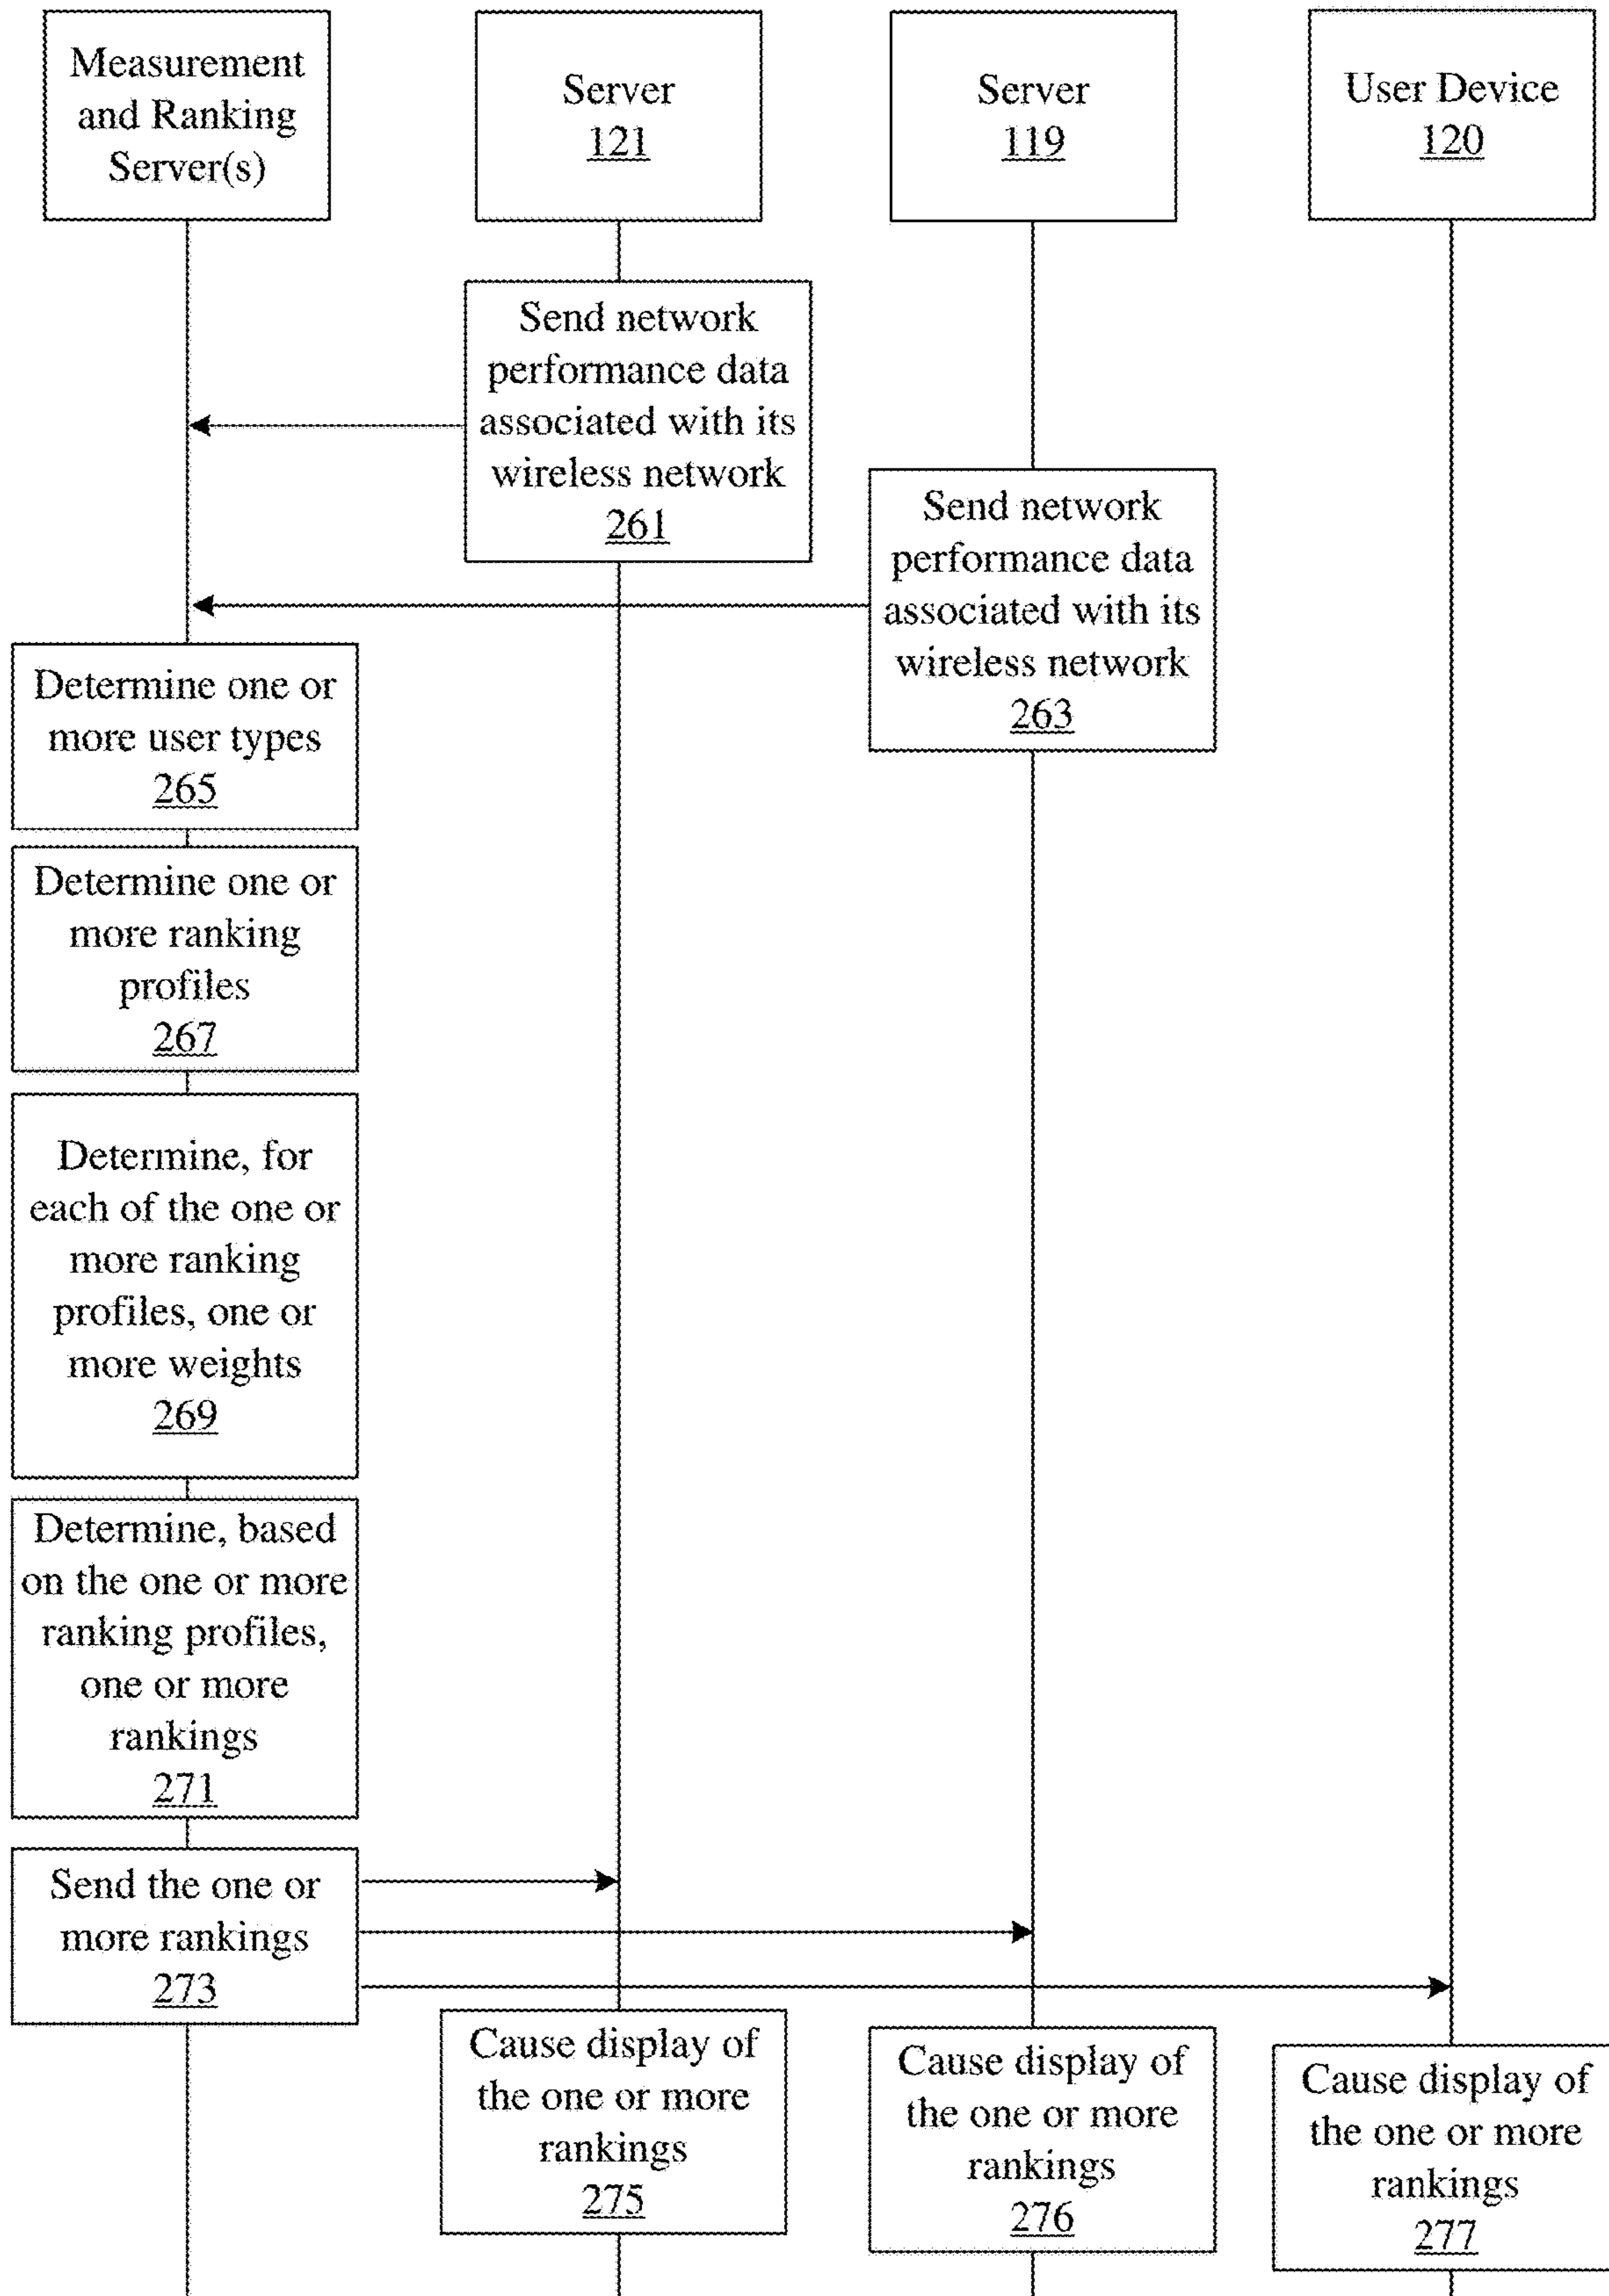 Measurement
and Ranking
Server(s)
Server
121
Server
119
User Device
120
Send network
performance data
associated with its
wireless network
261
Send network
performance data
associated with its
wireless network
263
Determine one or
more user types
265
Determine one or
more ranking
profiles
267
Determine, for
each of the one or
more ranking
profiles, one or
more weights
269
Determine, based
on the one or more
ranking profiles,
one or more
rankings
271
Send the one or
more rankings
273
Cause display of
the one or more
rankings
275
Cause display of
the one or more
rankings
276
Cause display of
the one or more
rankings
277